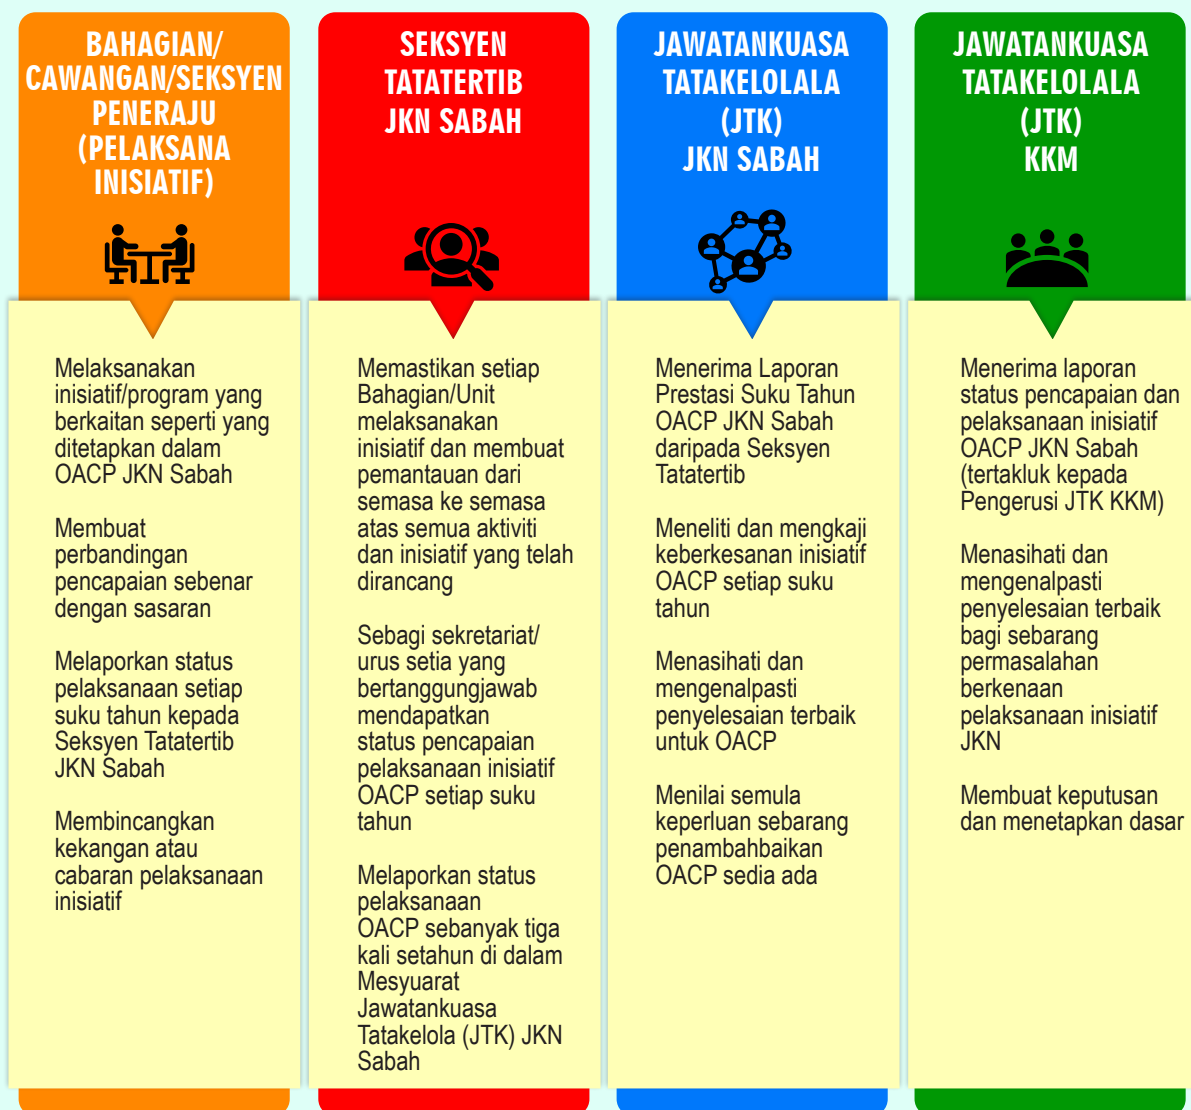 BAHAGIAN/
CAWANGAN/SEKSYEN
PENERAJU
(PELAKSANA
INISIATIF)
Melaksanakan
inisiatif/program yang
berkaitan seperti yang
ditetapkan dalam
OACP JKN Sabah
Membuat
perbandingan
pencapaian sebenar
dengan sasaran
Melaporkan status
pelaksanaan setiap
suku tahun kepada
Seksyen Tatatertib
JKN Sabah
Membincangkan
kekangan atau
cabaran pelaksanaan
inisiatif
SEKSYEN
TATATERTIB
JKN SABAH
Memastikan setiap
Bahagian/Unit
melaksanakan
inisiatif dan membuat
pemantauan dari
semasa ke semasa
atas semua aktiviti
dan inisiatif yang telah
dirancang
Sebagi sekretariat/
urus setia yang
bertanggungjawab
mendapatkan
status pencapaian
pelaksanaan inisiatif
OACP setiap suku
tahun
Melaporkan status
pelaksanaan
OACP sebanyak tiga
kali setahun di dalam
Mesyuarat
Jawatankuasa
Tatakelola (JTK) JKN
Sabah
JAWATANKUASA
TATAKELOLALA
(JTK)
JKN SABAH
Menerima Laporan
Prestasi Suku Tahun
OACP JKN Sabah
daripada Seksyen
Tatatertib
Meneliti dan mengkaji
keberkesanan inisiatif
OACP setiap suku
tahun
Menasihati dan
mengenalpasti
penyelesaian terbaik
untuk OACP
Menilai semula
keperluan sebarang
penambahbaikan
OACP sedia ada
JAWATANKUASA
TATAKELOLALA
(JTK)
KKM
Menerima laporan
status pencapaian dan
pelaksanaan inisiatif
OACP JKN Sabah
(tertakluk kepada
Pengerusi JTK KKM)
Menasihati dan
mengenalpasti
penyelesaian terbaik
bagi sebarang
permasalahan
berkenaan
pelaksanaan inisiatif
JKN
Membuat keputusan
dan menetapkan dasar